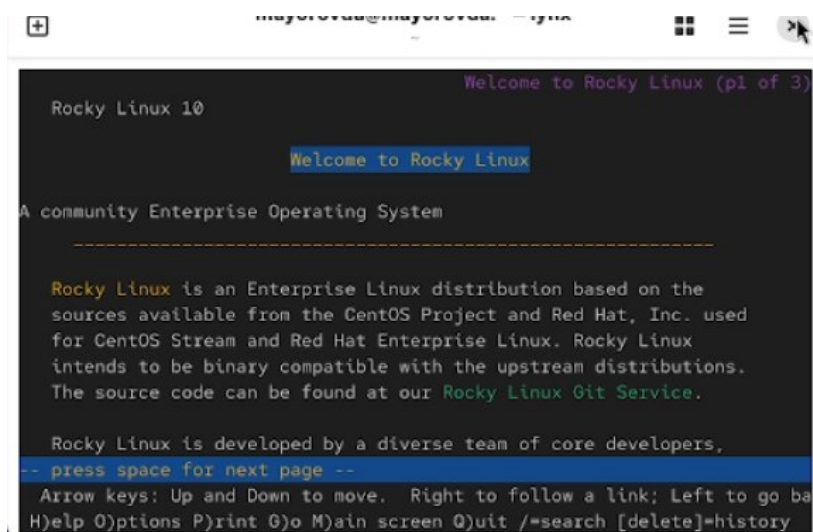 mayorovda@mayorovda: — lynx
~
Welcome to Rocky Linux (p1 of 3)
Rocky Linux 10
Welcome to Rocky Linux
A community Enterprise Operating System
Rocky Linux is an Enterprise Linux distribution based on the
sources available from the CentOS Project and Red Hat, Inc. used
for CentOS Stream and Red Hat Enterprise Linux. Rocky Linux
intends to be binary compatible with the upstream distributions.
The source code can be found at our Rocky Linux Git Service.
Rocky Linux is developed by a diverse team of core developers,
-- press space for next page --
Arrow keys: Up and Down to move. Right to follow a link; Left to go ba
H)elp O)ptions P)rint G)o M)ain screen Q)uit /=search [delete]=history